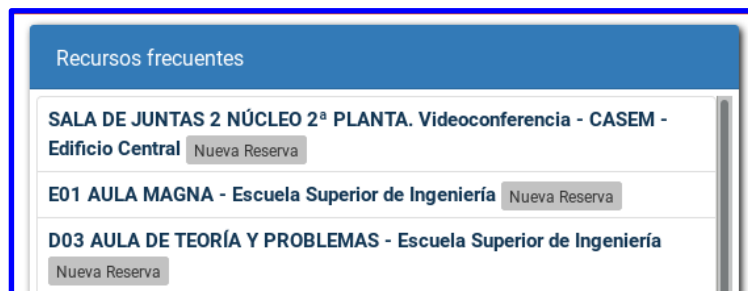 Recursos frecuentes
SALA DE JUNTAS 2 NÚCLEO 2ª PLANTA. Videoconferencia - CASEM -
Edificio Central Nueva Reserva
E01 AULA MAGNA - Escuela Superior de Ingeniería Nueva Reserva
D03 AULA DE TEORÍA Y PROBLEMAS - Escuela Superior de Ingeniería
Nueva Reserva